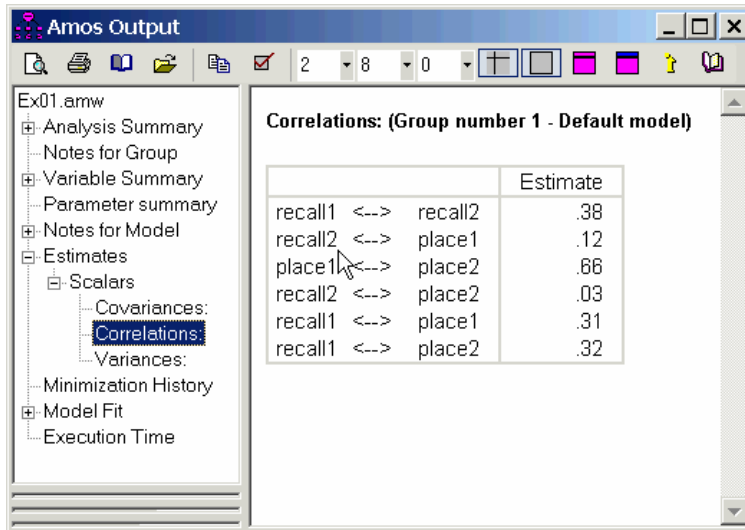 Amos Output
2 8 0
Ex01.amw
Analysis Summary
Notes for Group
Variable Summary
Parameter summary
Notes for Model
Estimates
Scalars
Covariances:
Correlations:
Variances:
Minimization History
Model Fit
Execution Time
Correlations: (Group number 1 - Default model)
Estimate
recall1 <--> recall2 .38
recall2 <--> place1 .12
place1 <--> place2 .66
recall2 <--> place2 .03
recall1 <--> place1 .31
recall1 <--> place2 .32